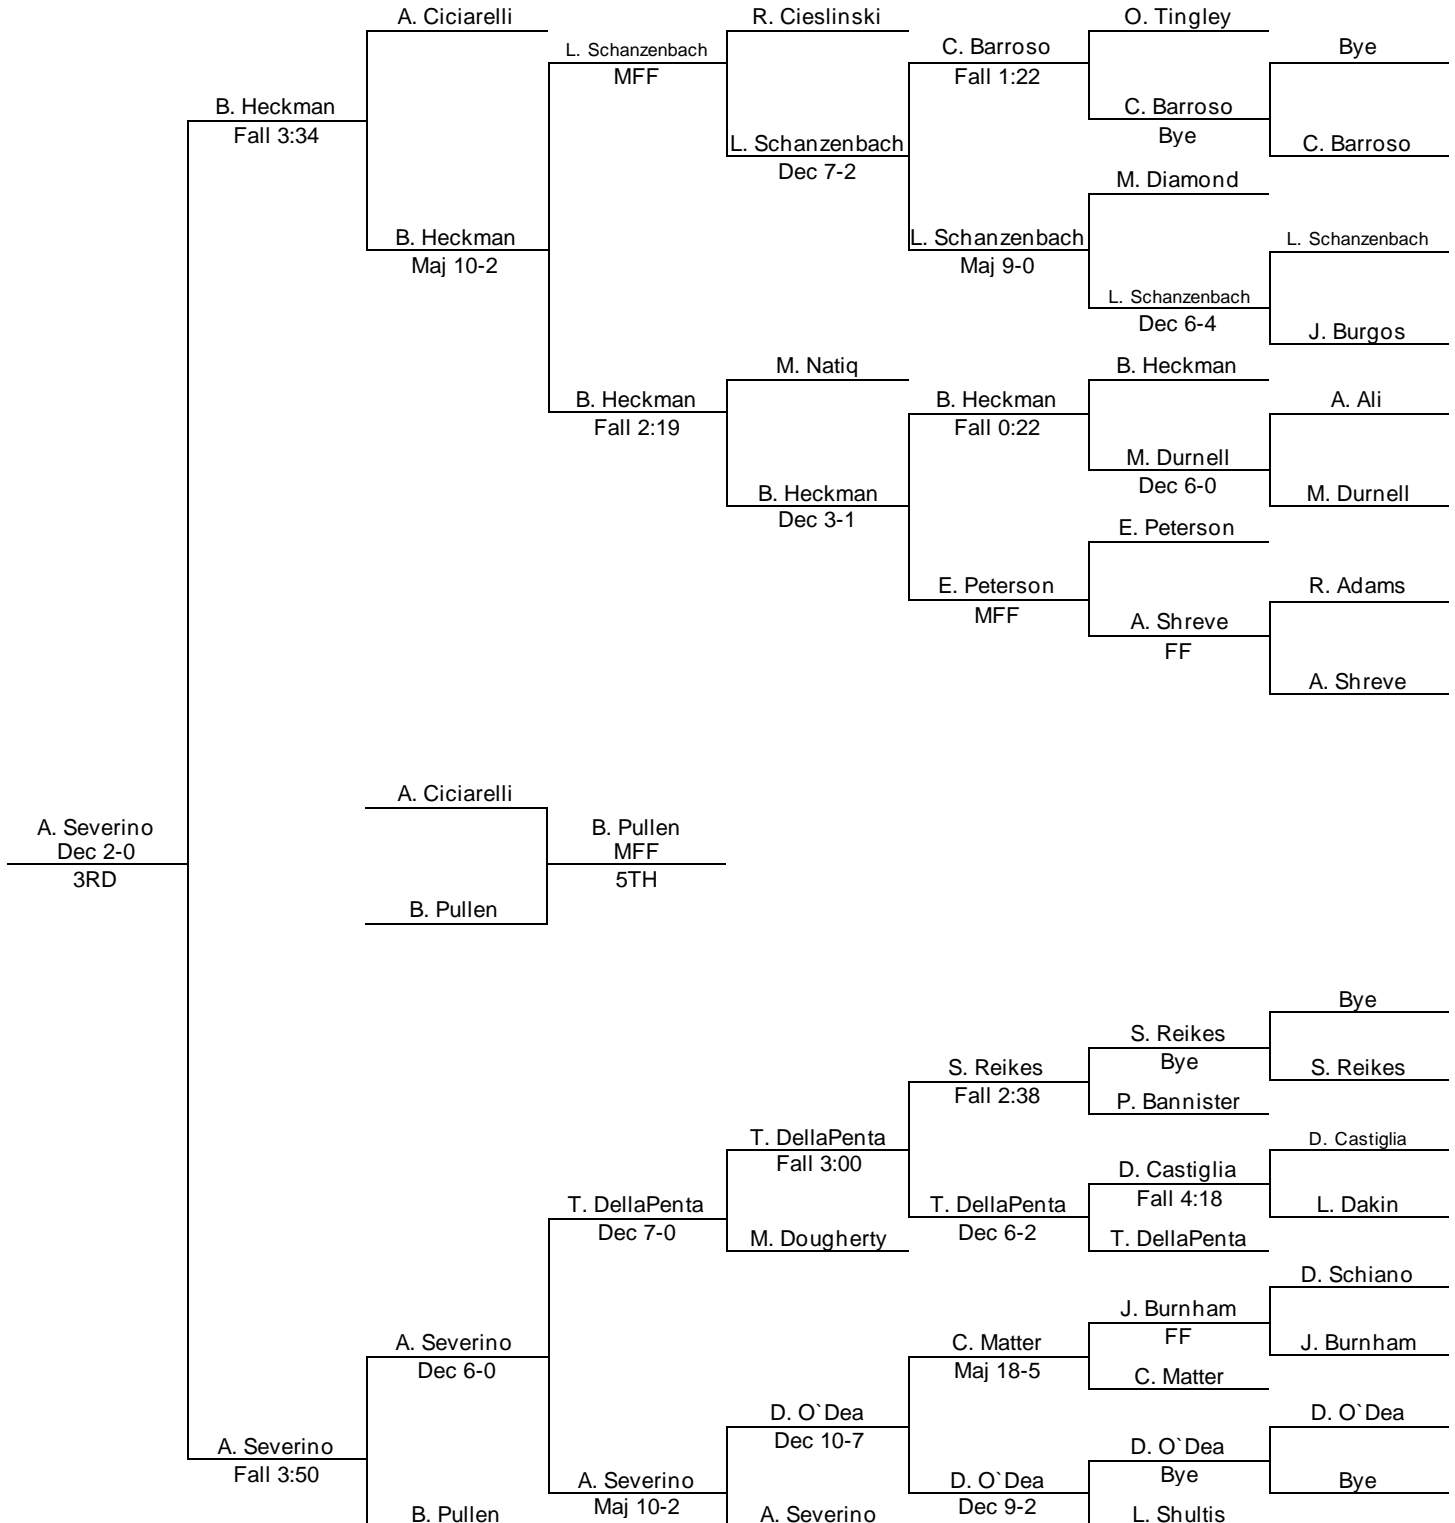 A. Ciciarelli
R. Cieslinski
O. Tingley
L. Schanzenbach
MFF
C. Barroso
Fall 1:22
Bye
B. Heckman
Fall 3:34
C. Barroso
Bye
L. Schanzenbach
Dec 7-2
C. Barroso
M. Diamond
B. Heckman
Maj 10-2
L. Schanzenbach
Maj 9-0
L. Schanzenbach
L. Schanzenbach
Dec 6-4
J. Burgos
M. Natiq
B. Heckman
B. Heckman
Fall 2:19
B. Heckman
Fall 0:22
A. Ali
M. Durnell
Dec 6-0
B. Heckman
Dec 3-1
M. Durnell
E. Peterson
E. Peterson
MFF
R. Adams
A. Shreve
FF
A. Shreve
A. Ciciarelli
A. Severino
Dec 2-0
3RD
B. Pullen
MFF
5TH
B. Pullen
Bye
S. Reikes
Bye
S. Reikes
Fall 2:38
S. Reikes
P. Bannister
T. DellaPenta
Fall 3:00
D. Castiglia
D. Castiglia
Fall 4:18
T. DellaPenta
Dec 7-0
T. DellaPenta
Dec 6-2
L. Dakin
M. Dougherty
T. DellaPenta
D. Schiano
J. Burnham
FF
A. Severino
Dec 6-0
C. Matter
Maj 18-5
J. Burnham
C. Matter
D. O`Dea
Dec 10-7
D. O`Dea
A. Severino
Fall 3:50
D. O`Dea
Bye
A. Severino
Maj 10-2
D. O`Dea
Dec 9-2
Bye
B. Pullen
A. Severino
L. Shultis